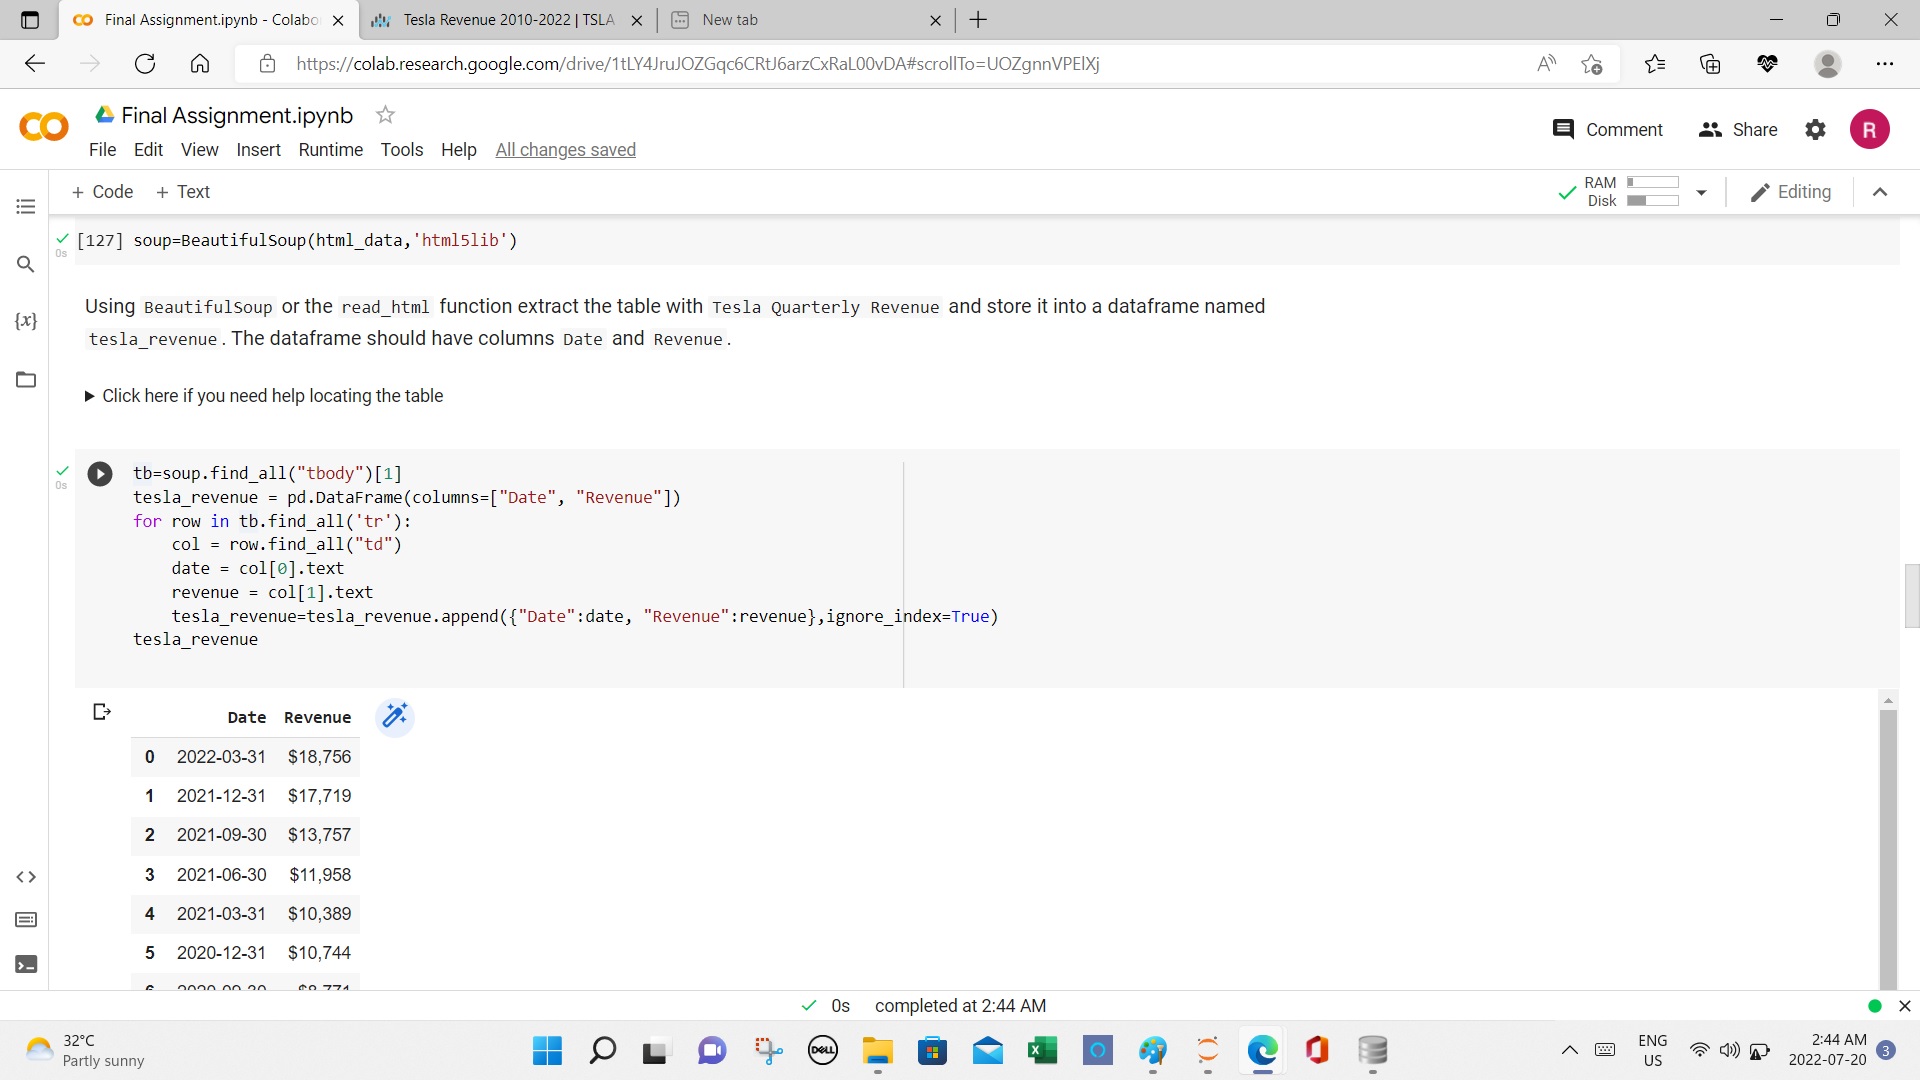 Final Assignment.ipynb - Colabo
Tesla Revenue 2010-2022 | TSLA
New tab
https://colab.research.google.com/drive/1tLY4JruJOZGqc6CRtJ6arzCxRaL00vDA#scrollTo=UOZgnnVPElXj
CO
Final Assignment.ipynb
Comment
Share
R
File Edit View Insert Runtime Tools Help All changes saved
+ Code + Text
RAM
Disk
Editing
[127] soup=BeautifulSoup(html_data,'html5lib')
0s
Using BeautifulSoup or the read_html function extract the table with Tesla Quarterly Revenue and store it into a dataframe named
tesla_revenue. The dataframe should have columns Date and Revenue.
{x}
Click here if you need help locating the table
0s
tb=soup.find_all("tbody")[1]
tesla_revenue = pd.DataFrame(columns=["Date", "Revenue"])
for row in tb.find_all('tr'):
col = row.find_all("td")
date = col[0].text
revenue = col[1].text
tesla_revenue=tesla_revenue.append({"Date":date, "Revenue":revenue},ignore_index=True)
tesla_revenue
Date Revenue
0 2022-03-31 $18,756
1 2021-12-31 $17,719
2 2021-09-30 $13,757
3 2021-06-30 $11,958
4 2021-03-31 $10,389
5 2020-12-31 $10,744
6 2020-09-30 $8,771
0s completed at 2:44 AM
32°C
Partly sunny
DELL
ENG
US
2:44 AM
2022-07-20
3